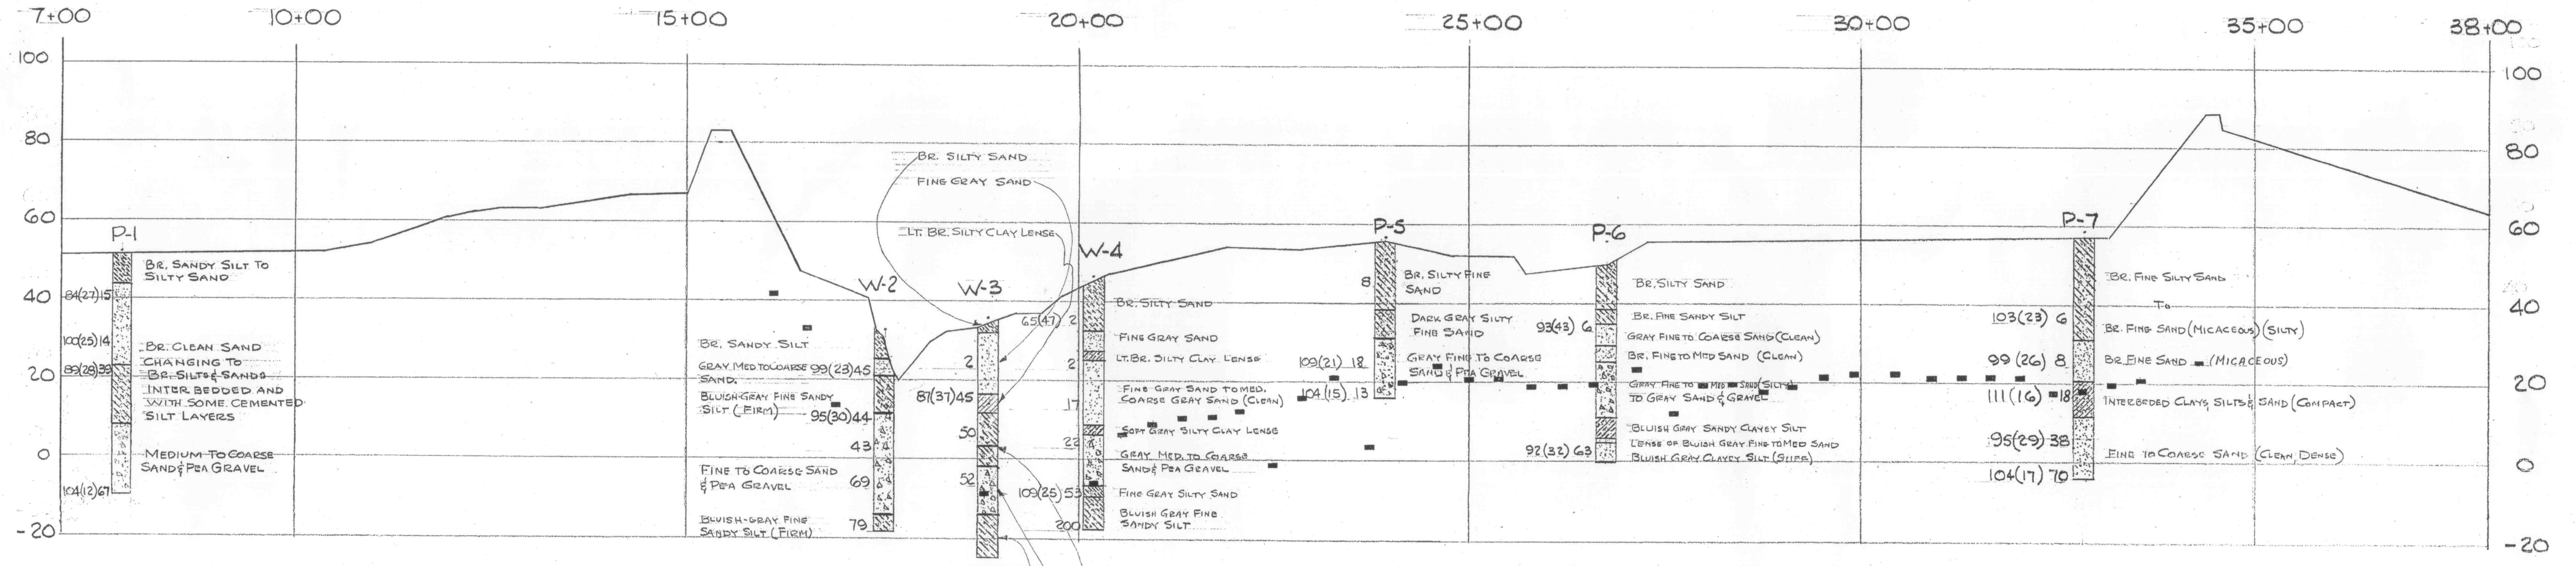 7+00 10+00 15+00 20+00 25+00 30+00 35+00 38+00
100
80
60
40
20
0
-20
100
80
60
40
20
0
-20
P-1
BR. SANDY SILT TO
SILTY SAND
84(27)15
100(25)14
89(28)39
BR. CLEAN SAND
CHANGING TO
BR. SILTS & SANDS
INTER BEDDED AND
WITH SOME CEMENTED
SILT LAYERS
MEDIUM TO COARSE
SAND & PEA GRAVEL
104(12)67
W-2
BR. SANDY SILT
GRAY MED TO COARSE
SAND.
99(23)45
BLUISH-GRAY FINE SANDY
SILT (FIRM)
95(30)44
43
FINE TO COARSE SAND
& PEA GRAVEL
69
BLUISH-GRAY FINE
SANDY SILT (FIRM)
79
BR. SILTY SAND
FINE GRAY SAND
LT. BR. SILTY CLAY LENSE
W-3
2
87(37)45
50
52
W-4
65(47) 2
2
17
22
109(25)53
200
BR. SILTY SAND
FINE GRAY SAND
LT. BR. SILTY CLAY LENSE
FINE GRAY SAND TO MED.
COARSE GRAY SAND (CLEAN)
SOFT GRAY SILTY CLAY LENSE
GRAY MED. TO COARSE
SAND & PEA GRAVEL
FINE GRAY SILTY SAND
BLUISH GRAY FINE
SANDY SILT
P-5
8
109(21) 18
104(15) 13
BR. SILTY FINE
SAND
DARK GRAY SILTY
FINE SAND
GRAY FINE TO COARSE
SAND & PEA GRAVEL
P-6
93(43) 6
92(32) 63
BR. SILTY SAND
BR. FINE SANDY SILT
GRAY FINE TO COARSE SAND (CLEAN)
BR. FINE TO MED SAND (CLEAN)
GRAY FINE TO MED SAND (SILTY)
TO GRAY SAND & GRAVEL
BLUISH GRAY SANDY CLAYEY SILT
LENSE OF BLUISH GRAY FINE TO MED SAND
BLUISH GRAY CLAYEY SILT (STIFF)
P-7
103(23) 6
99(26) 8
111(16) 18
95(29) 38
104(17) 70
BR. FINE SILTY SAND
TO
BR. FINE SAND (MICACEOUS) (SILTY)
BR. FINE SAND (MICACEOUS)
INTERBEDED CLAYS, SILTS & SAND (COMPACT)
FINE TO COARSE SAND (CLEAN, DENSE)